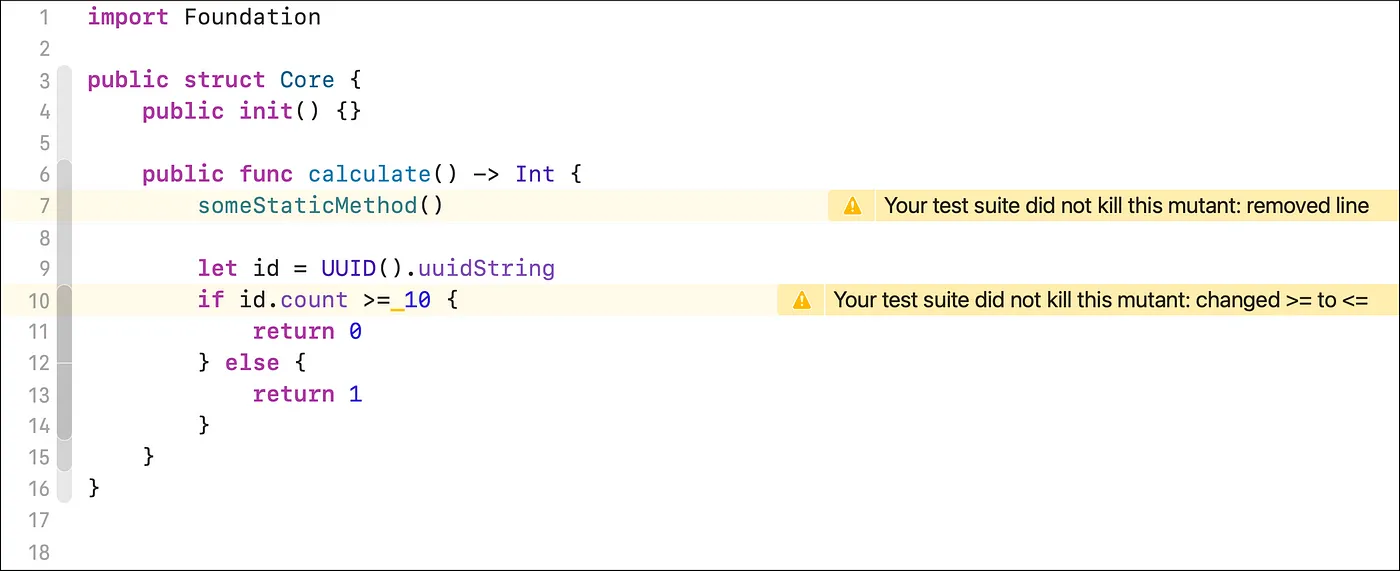 1 import Foundation
2
3 public struct Core {
4     public init() {}
5
6     public func calculate() -> Int {
7         someStaticMethod() Your test suite did not kill this mutant: removed line
8
9         let id = UUID().uuidString
10         if id.count >= 10 { Your test suite did not kill this mutant: changed >= to <=
11             return 0
12         } else {
13             return 1
14         }
15     }
16 }
17
18